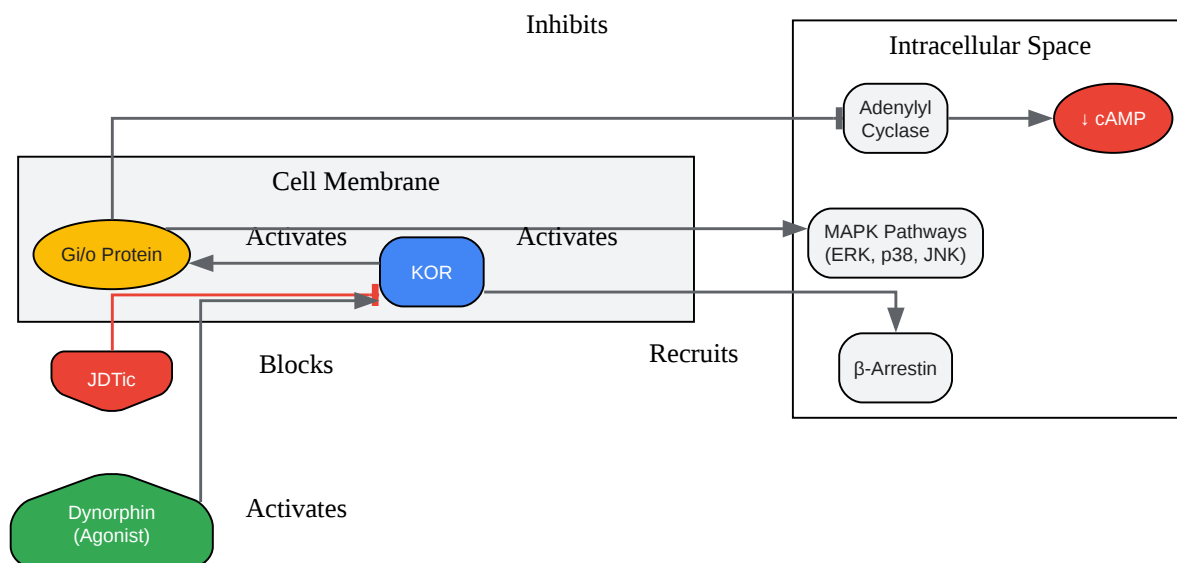 Inhibits
Intracellular Space
Adenylyl
Cyclase
↓ cAMP
Cell Membrane
Gi/o Protein
Activates
KOR
Activates
MAPK Pathways
(ERK, p38, JNK)
JDTic
Blocks
Recruits
β-Arrestin
Dynorphin
(Agonist)
Activates